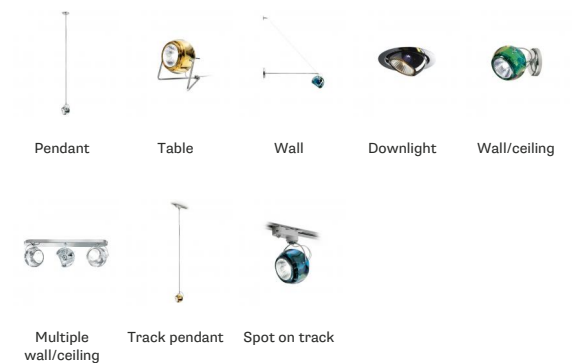 Pendant
Table
Wall
Downlight
Wall/ceiling
Multiple
wall/ceiling
Track pendant
Spot on track